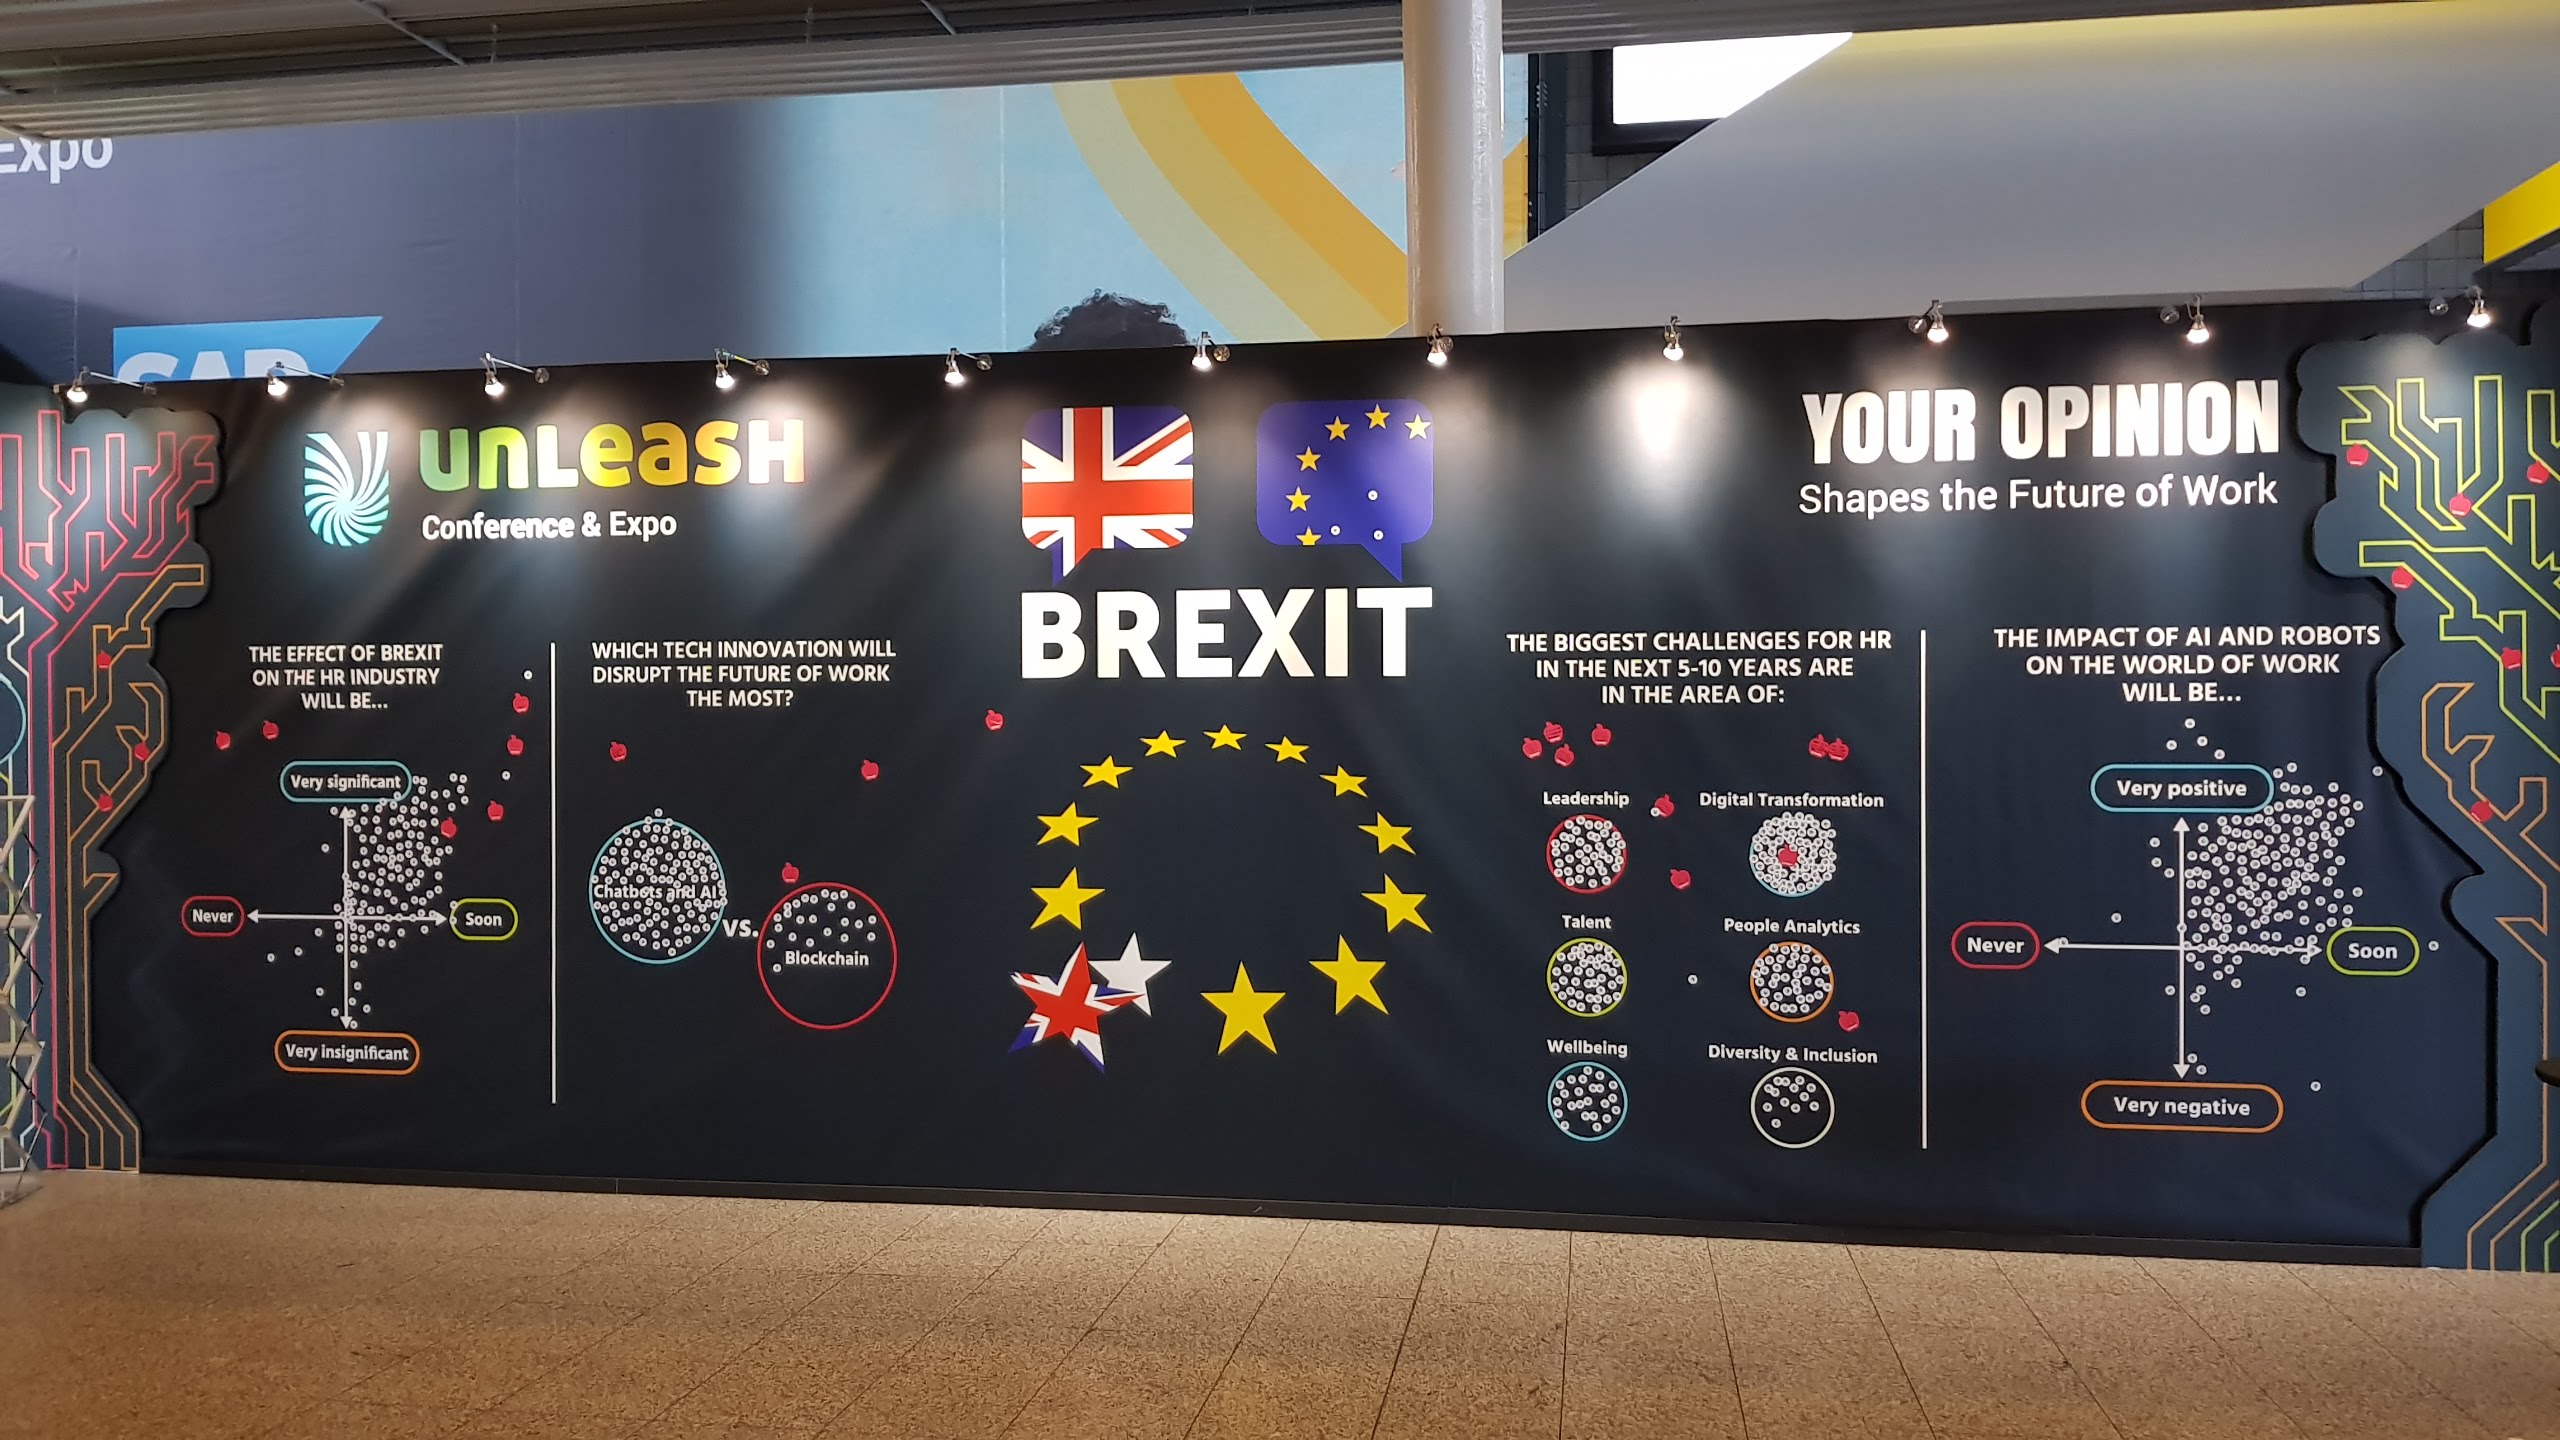 Expo
SAP
UNLEASH
Conference & Expo
YOUR OPINION
Shapes the Future of Work
BREXIT
THE EFFECT OF BREXIT
ON THE HR INDUSTRY
WILL BE...
Very significant
Never
Soon
Very insignificant
WHICH TECH INNOVATION WILL
DISRUPT THE FUTURE OF WORK
THE MOST?
Chatbots and AI
VS.
Blockchain
THE BIGGEST CHALLENGES FOR HR
IN THE NEXT 5-10 YEARS ARE
IN THE AREA OF:
Leadership
Digital Transformation
Talent
People Analytics
Wellbeing
Diversity & Inclusion
THE IMPACT OF AI AND ROBOTS
ON THE WORLD OF WORK
WILL BE...
Very positive
Never
Soon
Very negative